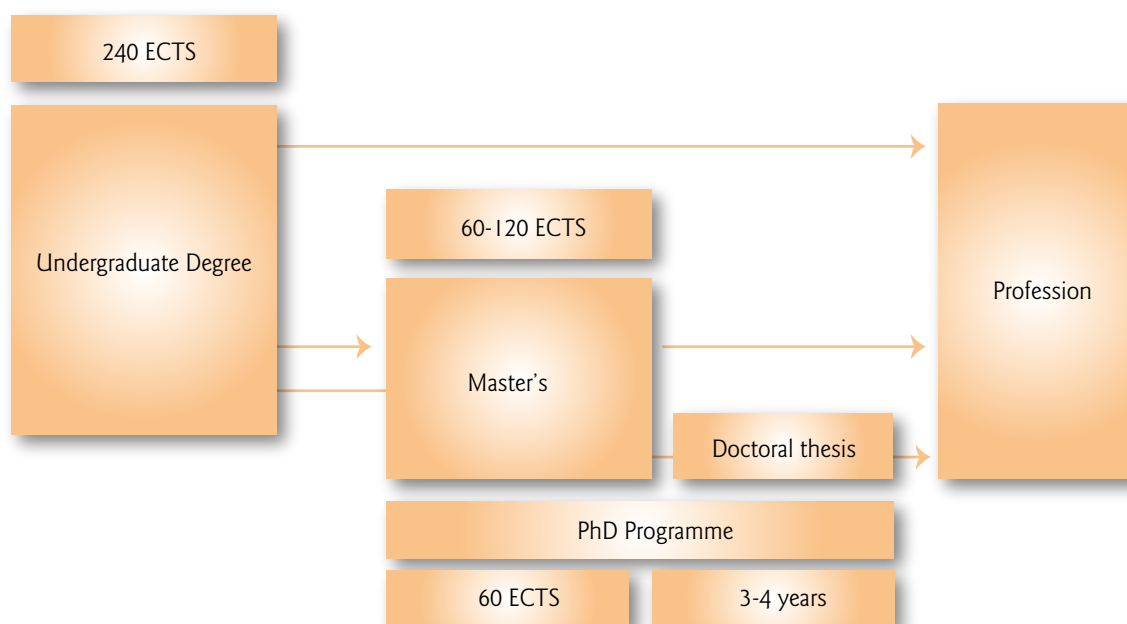 240 ECTS
Undergraduate Degree
60-120 ECTS
Master's
Profession
Doctoral thesis
PhD Programme
60 ECTS
3-4 years